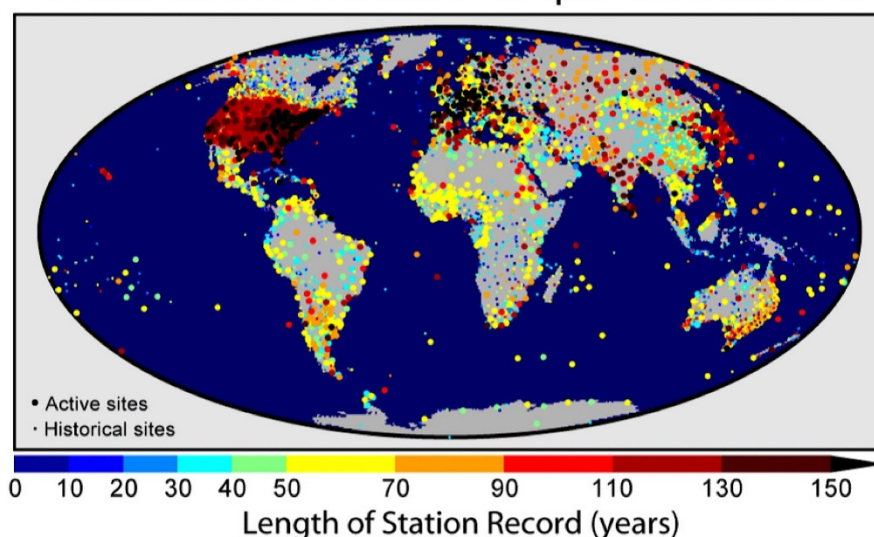 • Active sites
· Historical sites
0 10 20 30 40 50 70 90 110 130 150
Length of Station Record (years)